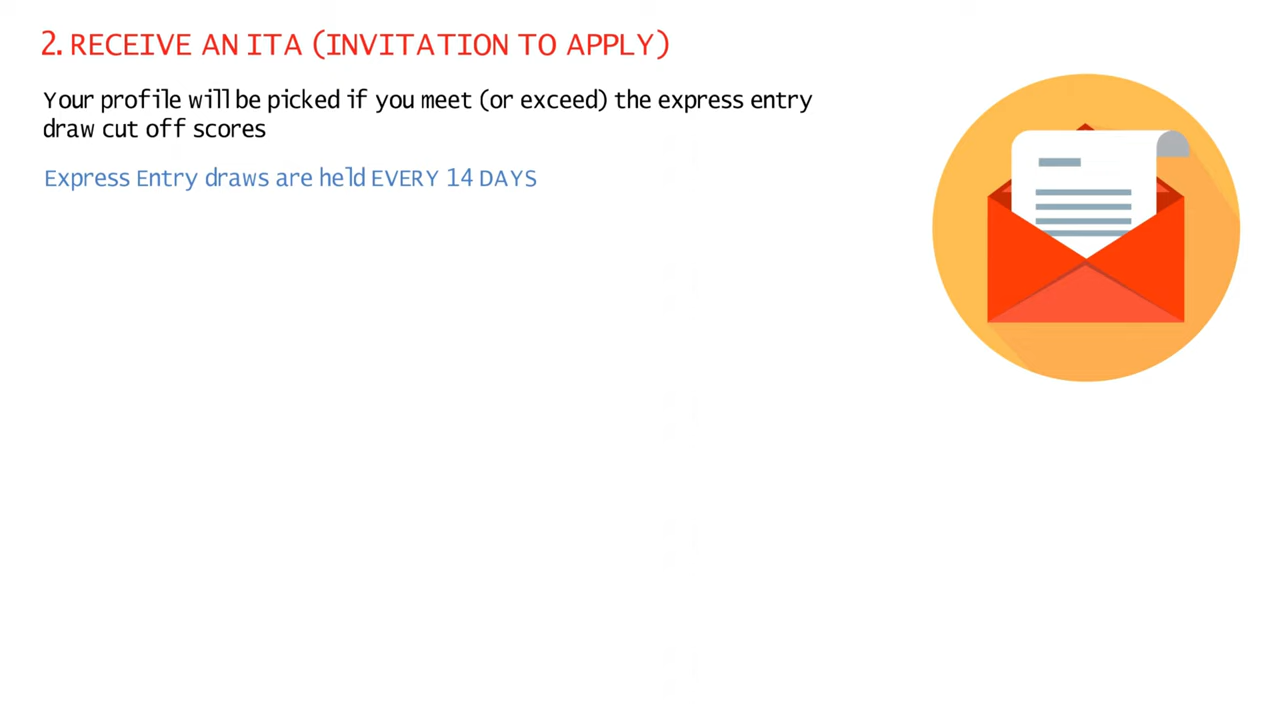 2. RECEIVE AN ITA (INVITATION TO APPLY)
Your profile will be picked if you meet (or exceed) the express entry
draw cut off scores
Express Entry draws are held EVERY 14 DAYS